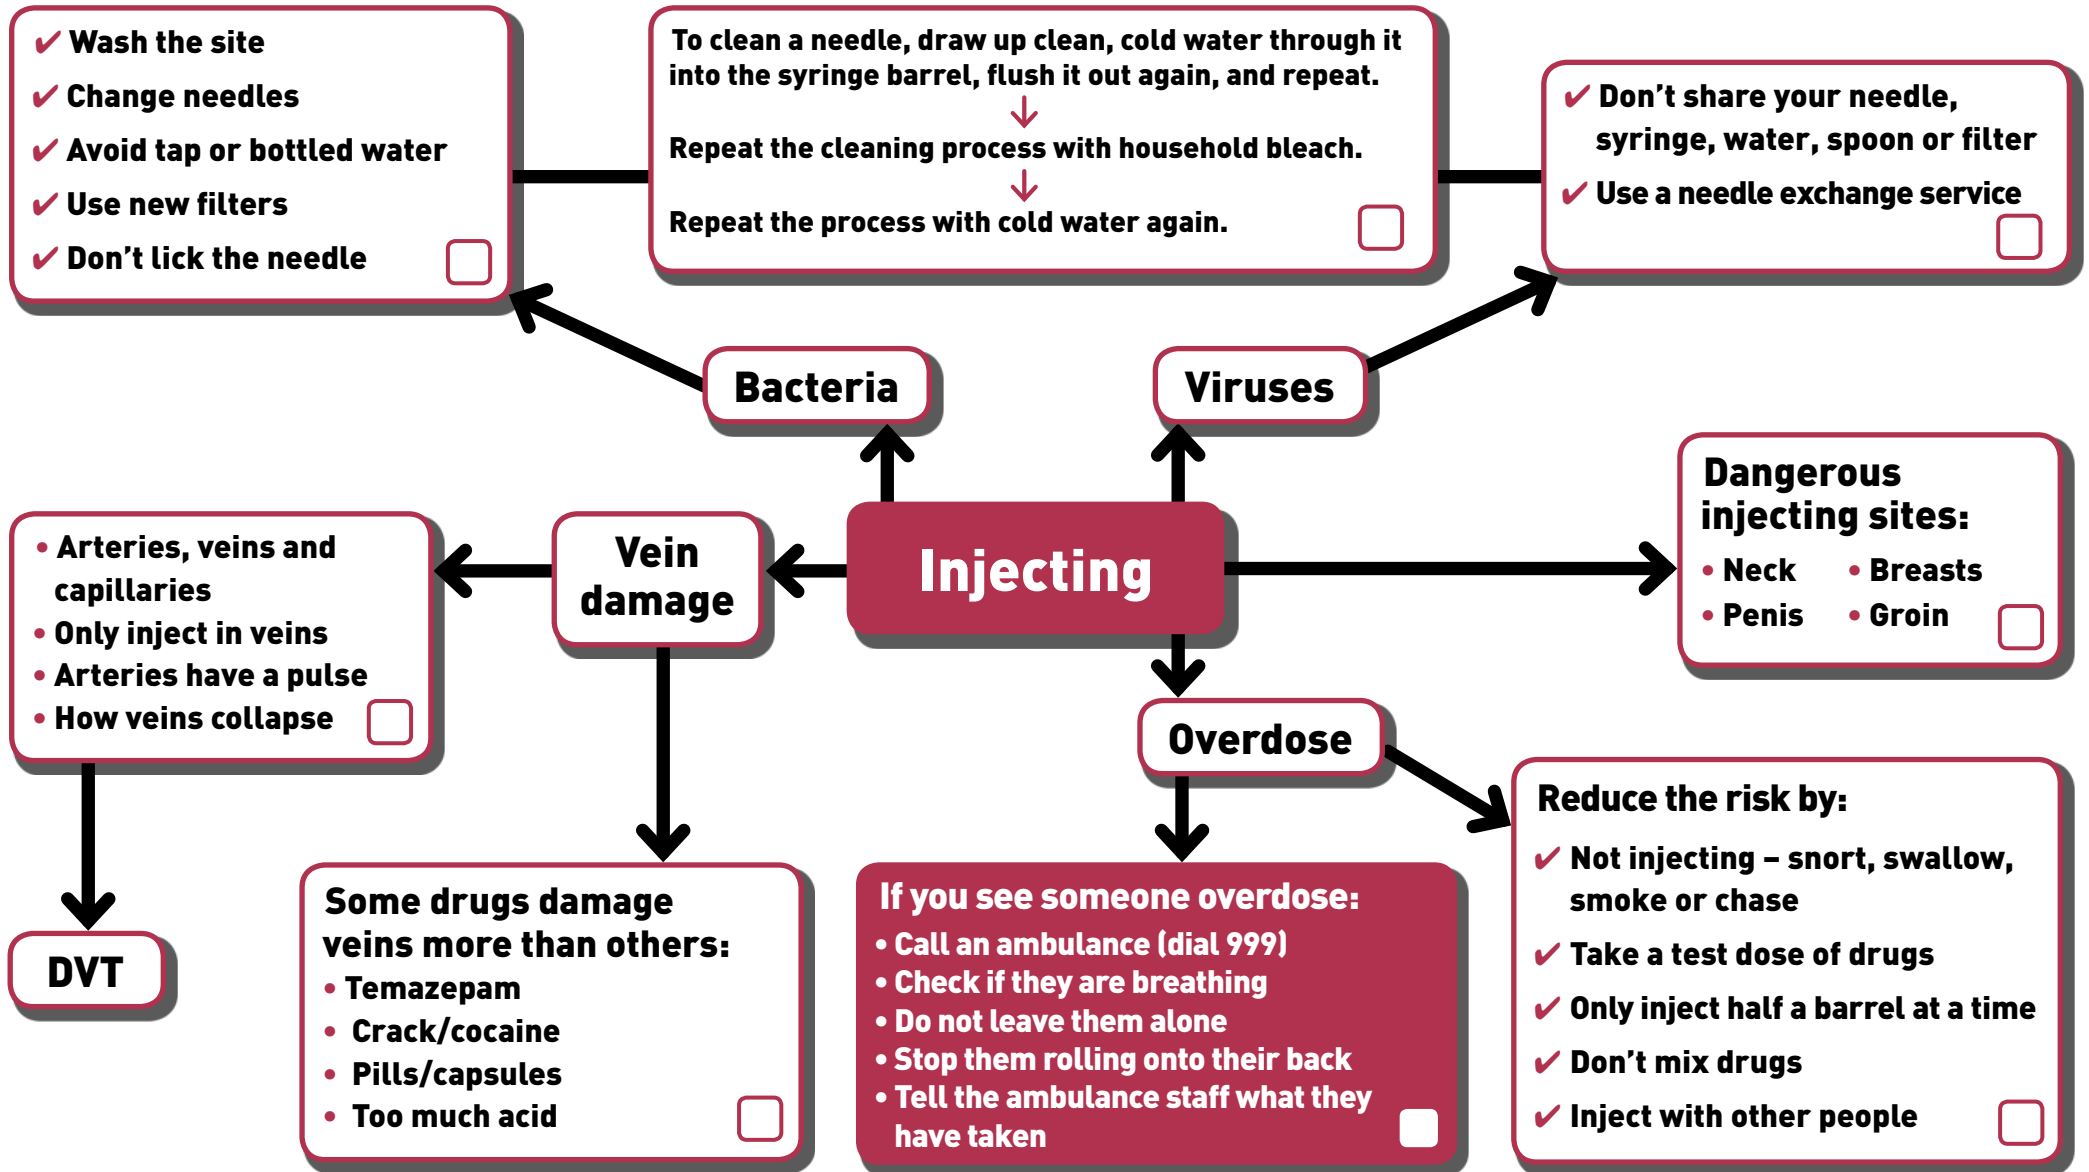 ✔ Wash the site
✔ Change needles
✔ Avoid tap or bottled water
✔ Use new filters
✔ Don’t lick the needle
To clean a needle, draw up clean, cold water through it
into the syringe barrel, flush it out again, and repeat.
Repeat the cleaning process with household bleach.
Repeat the process with cold water again.
✔ Don’t share your needle,
syringe, water, spoon or filter
✔ Use a needle exchange service
Bacteria
Viruses
Injecting
Vein
damage
• Arteries, veins and
capillaries
• Only inject in veins
• Arteries have a pulse
• How veins collapse
DVT
Some drugs damage
veins more than others:
• Temazepam
• Crack/cocaine
• Pills/capsules
• Too much acid
Dangerous
injecting sites:
• Neck • Breasts
• Penis • Groin
Overdose
If you see someone overdose:
• Call an ambulance (dial 999)
• Check if they are breathing
• Do not leave them alone
• Stop them rolling onto their back
• Tell the ambulance staff what they
have taken
Reduce the risk by:
✔ Not injecting – snort, swallow,
smoke or chase
✔ Take a test dose of drugs
✔ Only inject half a barrel at a time
✔ Don’t mix drugs
✔ Inject with other people